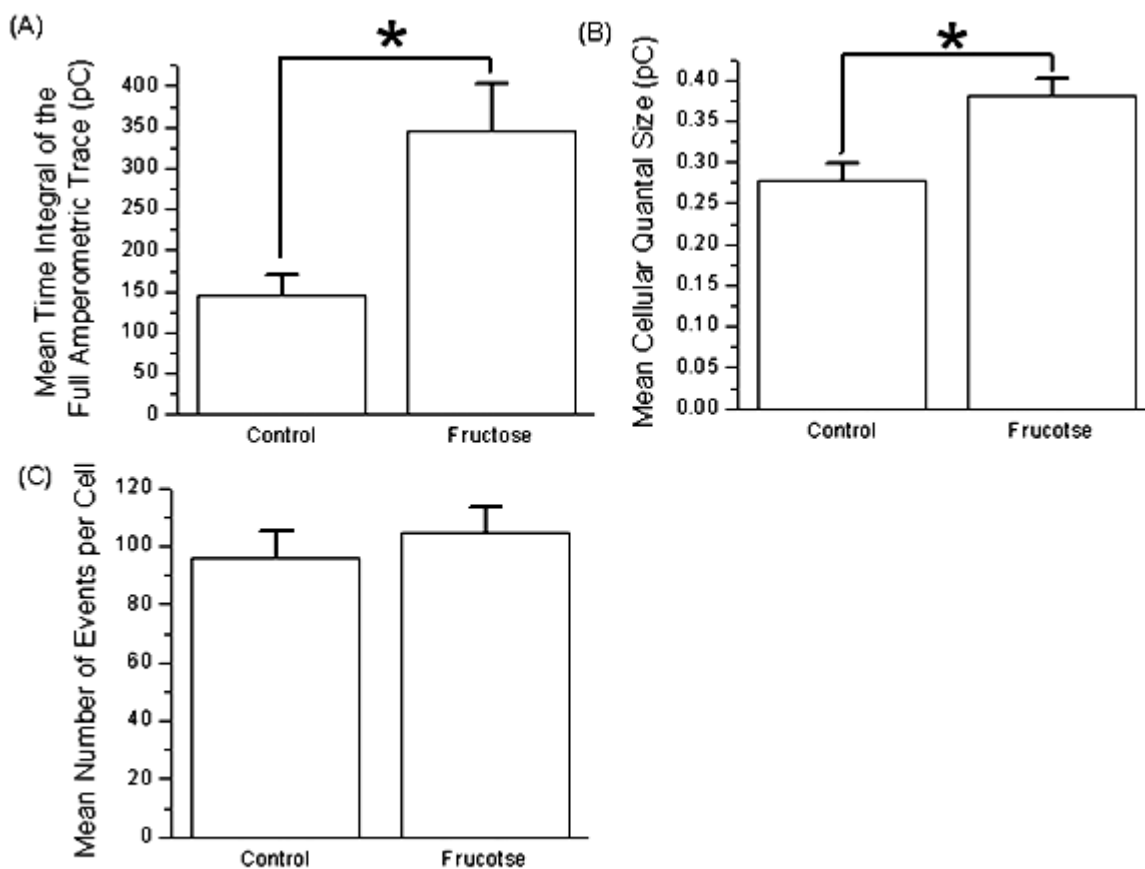 (A)
*
Mean Time Integral of the
Full Amperometric Trace (pC)
400
350
300
250
200
150
100
50
0
Control Fructose
(B)
*
Mean Cellular Quantal Size (pC)
0.40
0.35
0.30
0.25
0.20
0.15
0.10
0.05
0.00
Control Frucotse
(C)
Mean Number of Events per Cell
120
100
80
60
40
20
0
Control Frucotse